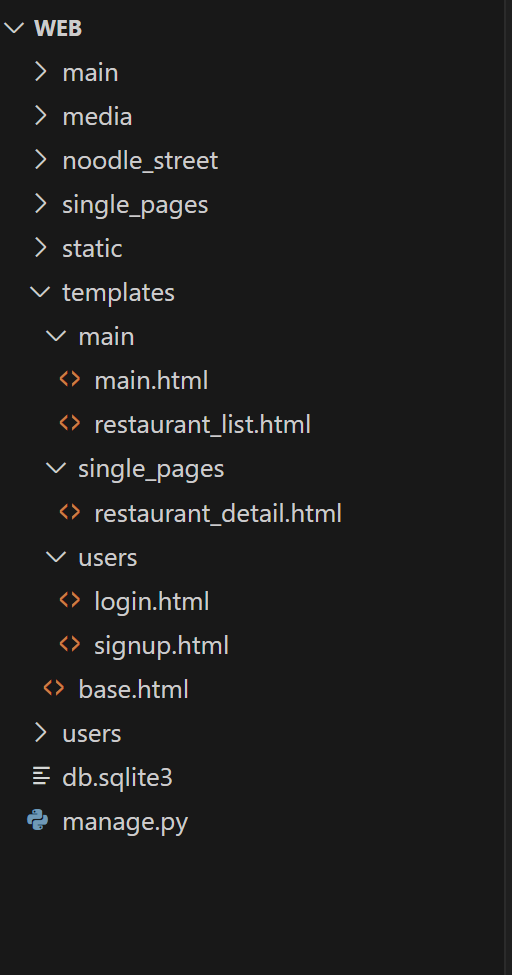 WEB
main
media
noodle_street
single_pages
static
templates
main
main.html
restaurant_list.html
single_pages
restaurant_detail.html
users
login.html
signup.html
base.html
users
db.sqlite3
manage.py